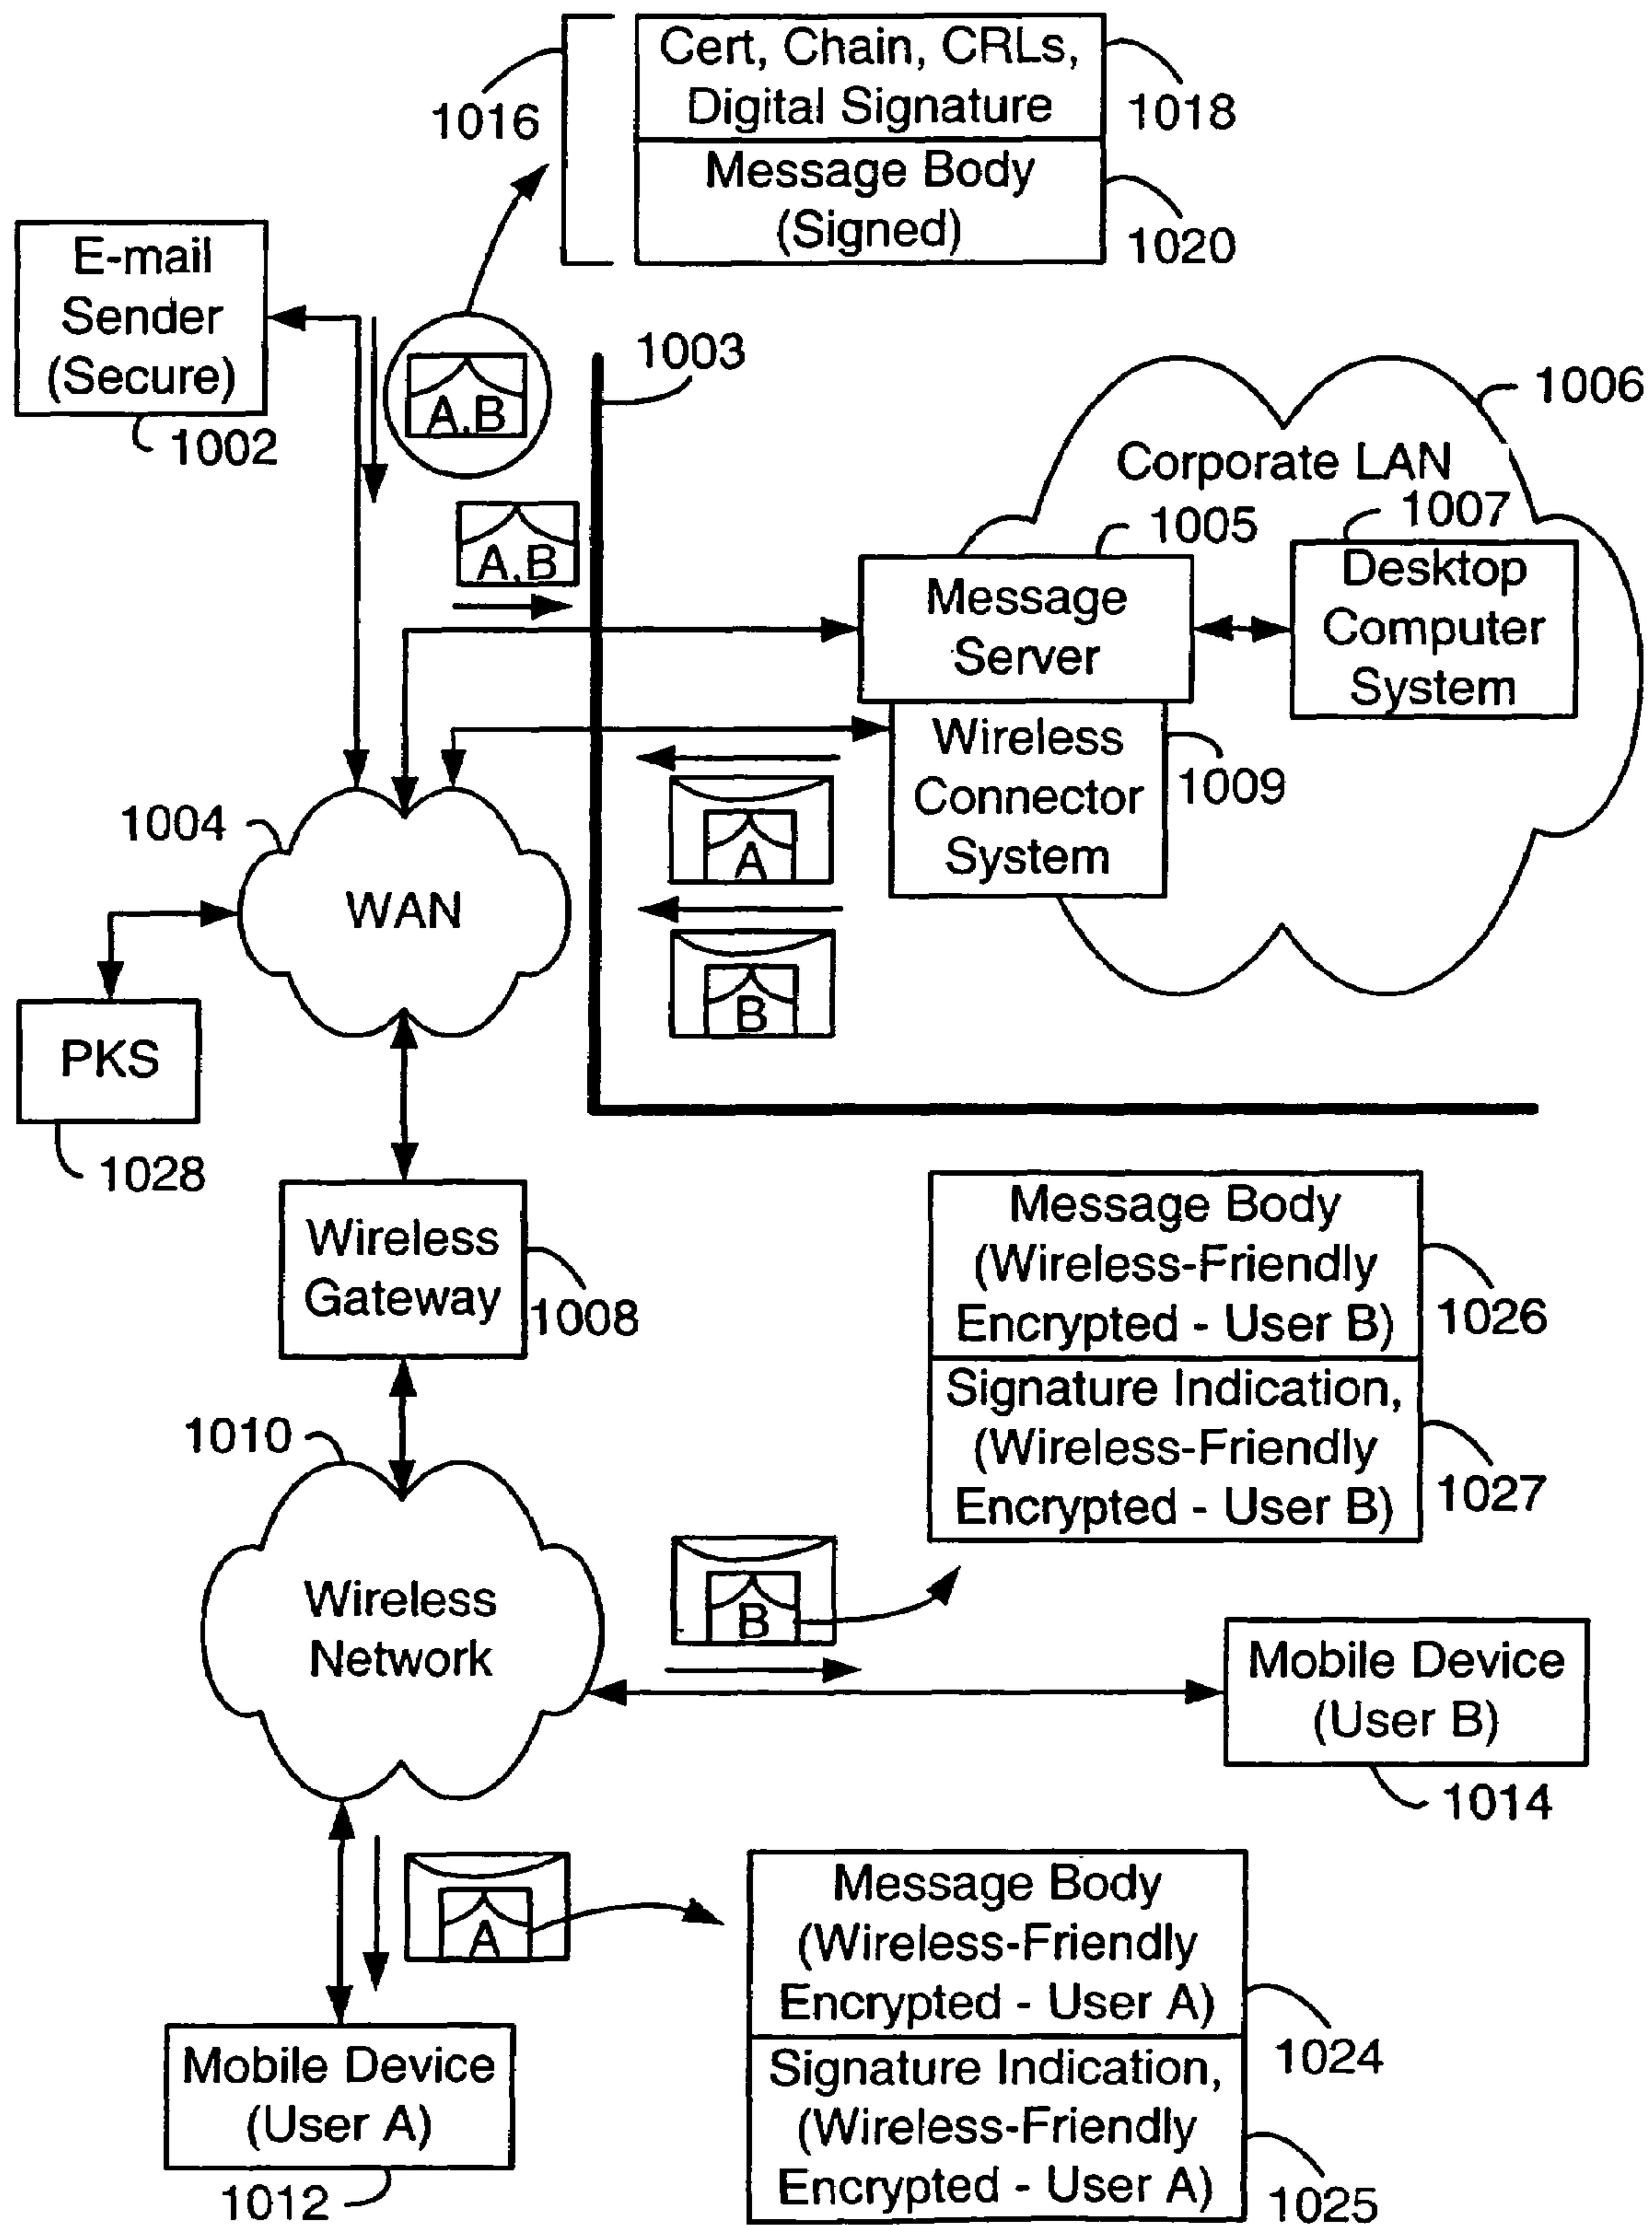 Cert, Chain, CRLs,
Digital Signature
1016
1018
Message Body
(Signed)
1020
E-mail
Sender
(Secure)
1002
A,B
1003
1006
A,B
Corporate LAN
1005
1007
Message
Server
Desktop
Computer
System
Wireless
Connector
System
1009
A
B
1004
WAN
PKS
1028
Wireless
Gateway
1008
Message Body
(Wireless-Friendly
Encrypted - User B)
1026
Signature Indication,
(Wireless-Friendly
Encrypted - User B)
1027
1010
Wireless
Network
B
Mobile Device
(User B)
1014
A
Message Body
(Wireless-Friendly
Encrypted - User A)
1024
Signature Indication,
(Wireless-Friendly
Encrypted - User A)
1025
Mobile Device
(User A)
1012